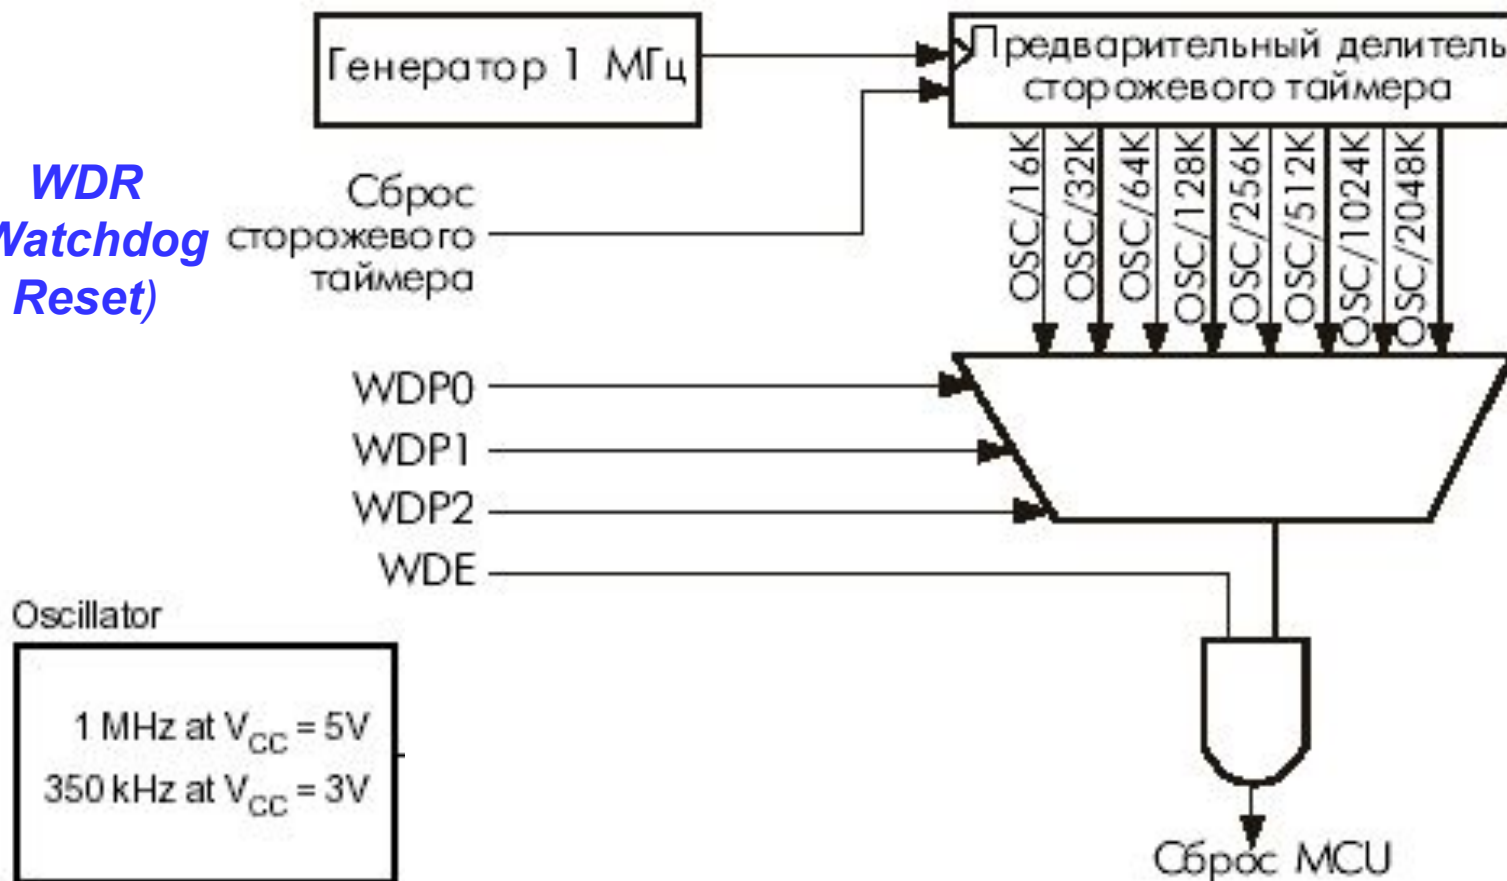 Генератор 1 МГц
Предварительный делитель
сторожевого таймера
WDR
Watchdog
Reset)
Сброс
сторожевого
таймера
OSC/16K
OSC/32K
OSC/64K
OSC/128K
OSC/256K
OSC/512K
OSC/1024K
OSC/2048K
WDP0
WDP1
WDP2
WDE
Oscillator
1 MHz at VCC = 5V
350 kHz at VCC = 3V
Сброс MCU